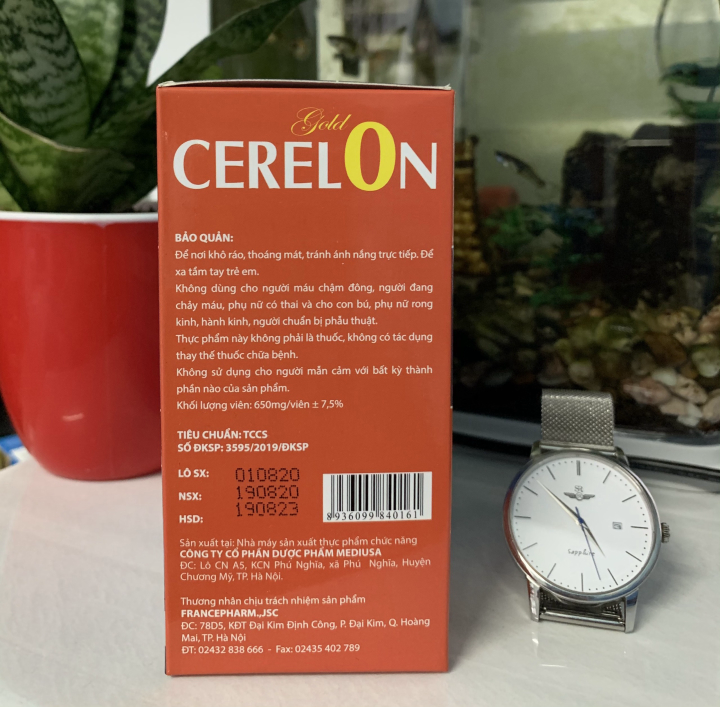 Gold
CERELON
BẢO QUẢN:
Để nơi khô ráo, thoáng mát, tránh ánh nắng trực tiếp. Để
xa tầm tay trẻ em.
Không dùng cho người máu chậm đông, người đang
chảy máu, phụ nữ có thai và cho con bú, phụ nữ rong
kinh, hành kinh, người chuẩn bị phẫu thuật.
Thực phẩm này không phải là thuốc, không có tác dụng
thay thế thuốc chữa bệnh.
Không sử dụng cho người mẫn cảm với bất kỳ thành
phần nào của sản phẩm.
Khối lượng viên: 650mg/viên ± 7,5%
TIÊU CHUẨN: TCCS
SỐ ĐKSP: 3595/2019/ĐKSP
LÔ SX: 010820
NSX: 190820
HSD: 190823
8936099840161
Sản xuất tại: Nhà máy sản xuất thực phẩm chức năng
CÔNG TY CỔ PHẦN DƯỢC PHẨM MEDIUSA
ĐC: Lô CN A5, KCN Phú Nghĩa, xã Phú Nghĩa, Huyện
Chương Mỹ, TP. Hà Nội.
Thương nhân chịu trách nhiệm sản phẩm
FRANCEPHARM.,JSC
ĐC: 78D5, KĐT Đại Kim Định Công, P. Đại Kim, Q. Hoàng
Mai, TP. Hà Nội
ĐT: 02432 838 666 - Fax: 02435 402 789